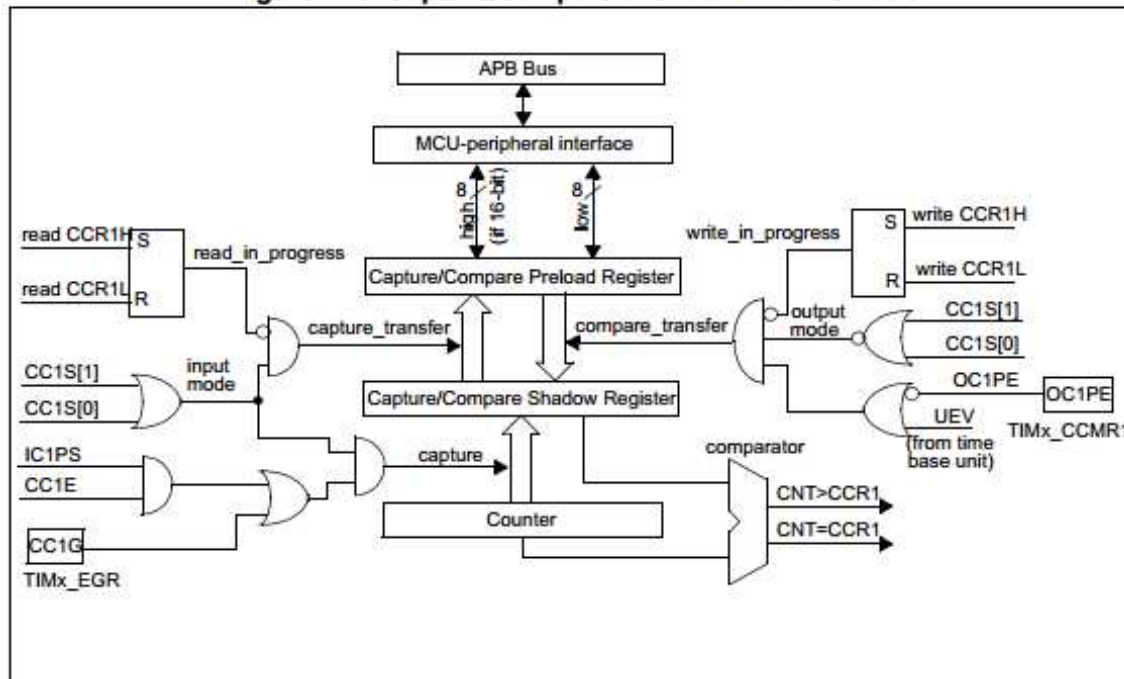 APB Bus
MCU-peripheral interface
8
high
(if 16-bit)
8
low
read CCR1H
S
read_in_progress
read CCR1L
R
write_in_progress
S
write CCR1H
R
write CCR1L
Capture/Compare Preload Register
capture_transfer
compare_transfer
output
mode
CC1S[1]
CC1S[0]
CC1S[1]
input
mode
CC1S[0]
Capture/Compare Shadow Register
OC1PE
OC1PE
UEV
TIMx_CCMR1
(from time
base unit)
IC1PS
CC1E
capture
comparator
Counter
CNT>CCR1
CNT=CCR1
CC1G
TIMx_EGR